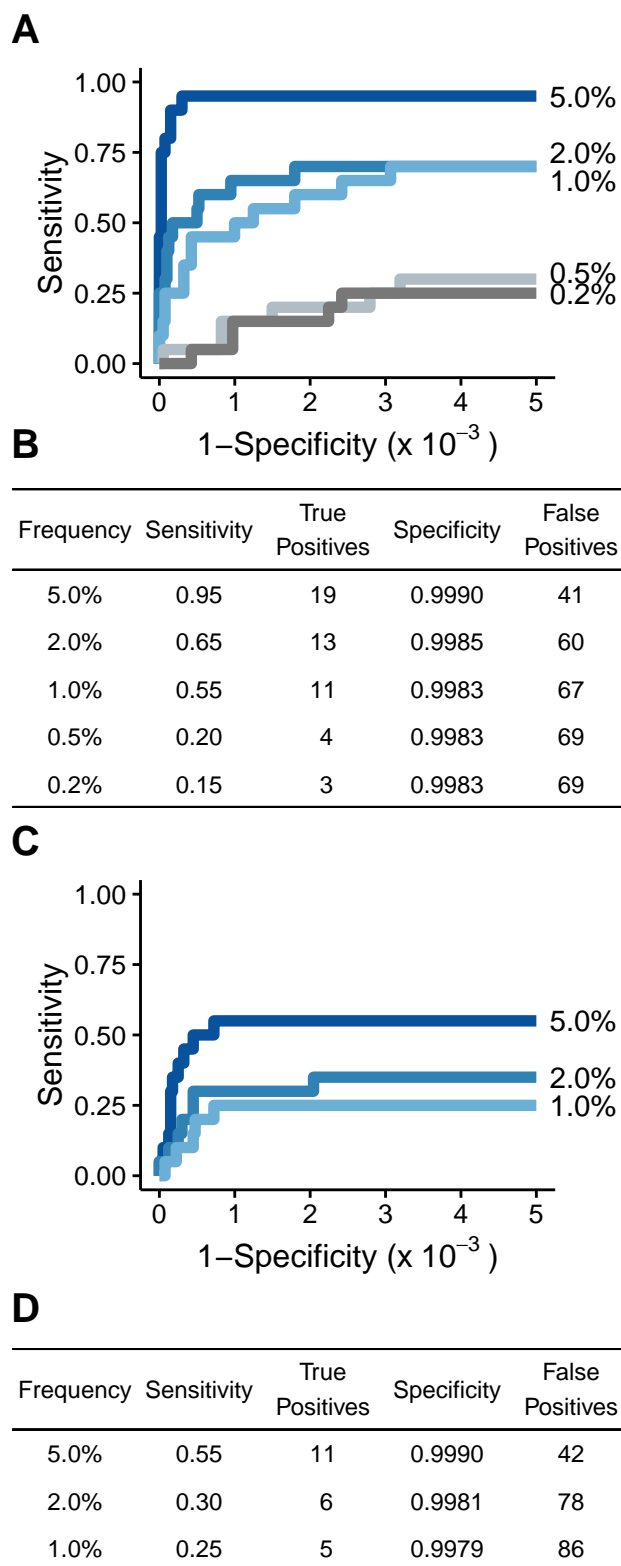 A
1.00
0.75
0.50
0.25
0.00
Sensitivity
5.0%
2.0%
1.0%
0.5%
0.2%
0 1 2 3 4 5
1−Specificity (x 10⁻³ )
B
Frequency Sensitivity True Positives Specificity False Positives
5.0% 0.95 19 0.9990 41
2.0% 0.65 13 0.9985 60
1.0% 0.55 11 0.9983 67
0.5% 0.20 4 0.9983 69
0.2% 0.15 3 0.9983 69
C
1.00
0.75
0.50
0.25
0.00
Sensitivity
5.0%
2.0%
1.0%
0 1 2 3 4 5
1−Specificity (x 10⁻³ )
D
Frequency Sensitivity True Positives Specificity False Positives
5.0% 0.55 11 0.9990 42
2.0% 0.30 6 0.9981 78
1.0% 0.25 5 0.9979 86